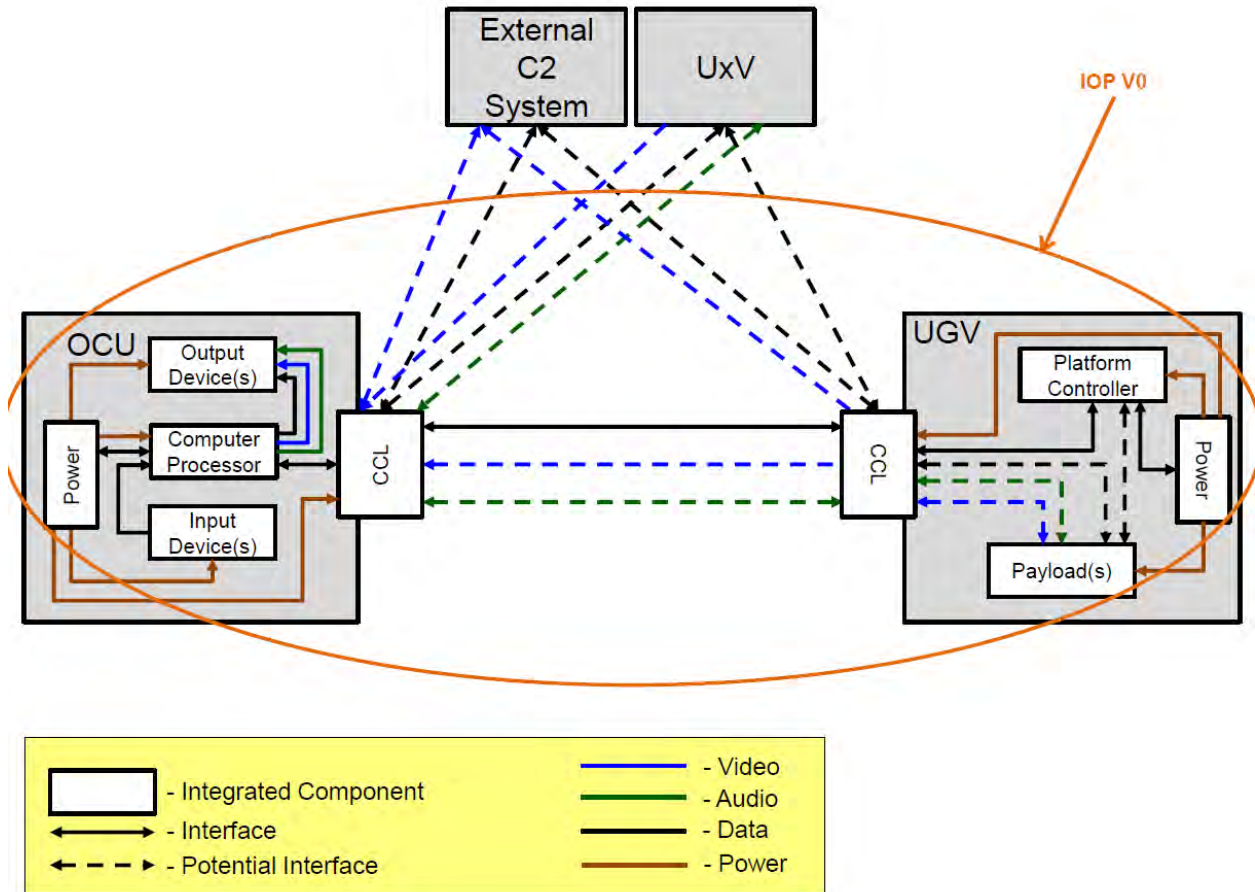 External
C2
System
UxV
IOP V0
OCU
Output
Device(s)
Computer
Processor
Input
Device(s)
Power
CCL
CCL
UGV
Platform
Controller
Power
Payload(s)
- Integrated Component
- Interface
- Potential Interface
- Video
- Audio
- Data
- Power